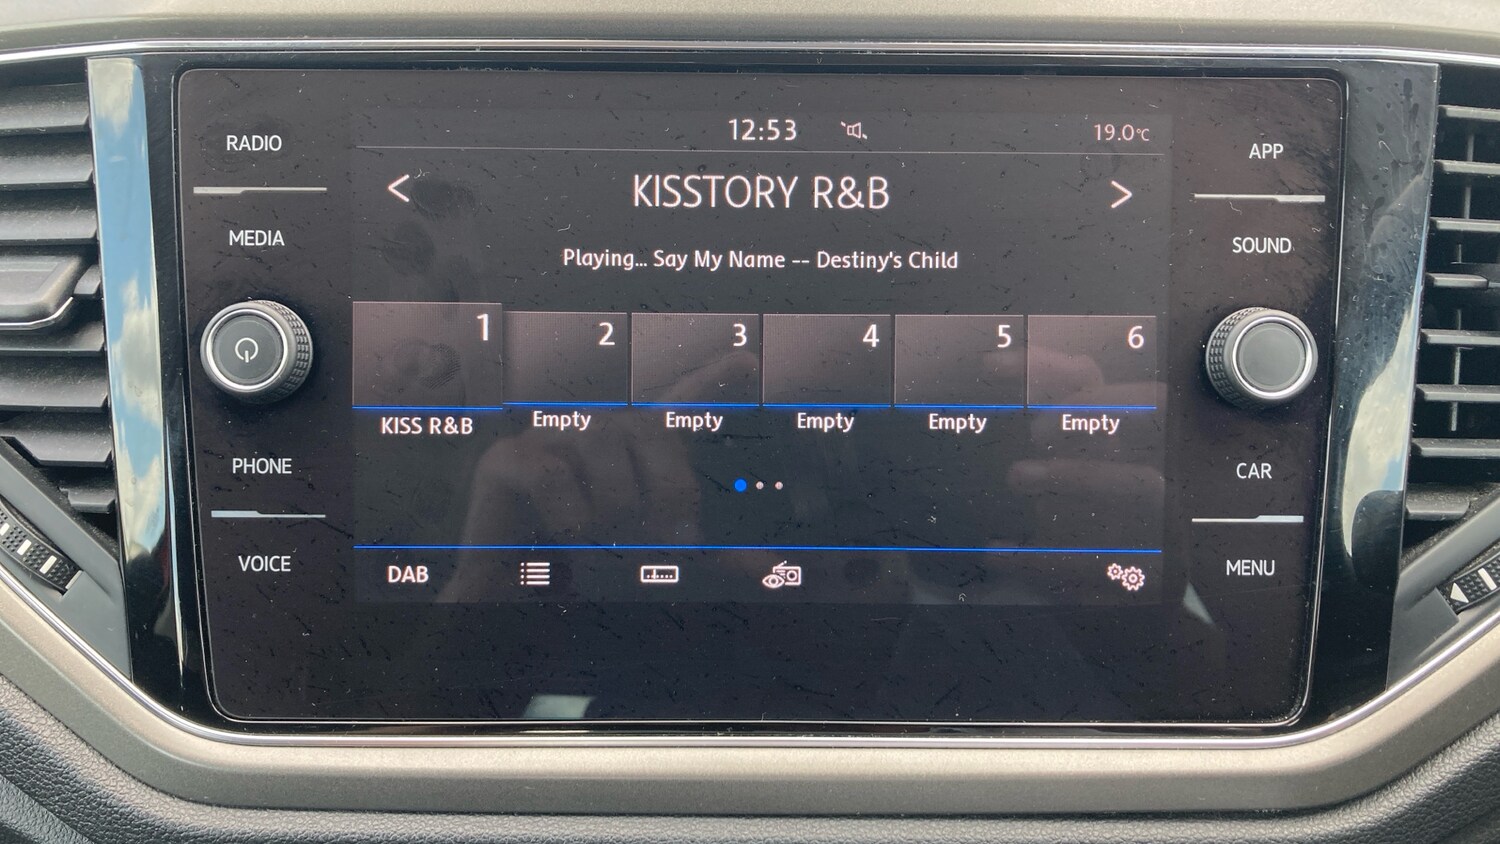 RADIO
MEDIA
PHONE
VOICE
12:53
19.0°C
< KISSTORY R&B >
Playing... Say My Name -- Destiny's Child
1 2 3 4 5 6
KISS R&B Empty Empty Empty Empty Empty
DAB
APP
SOUND
CAR
MENU